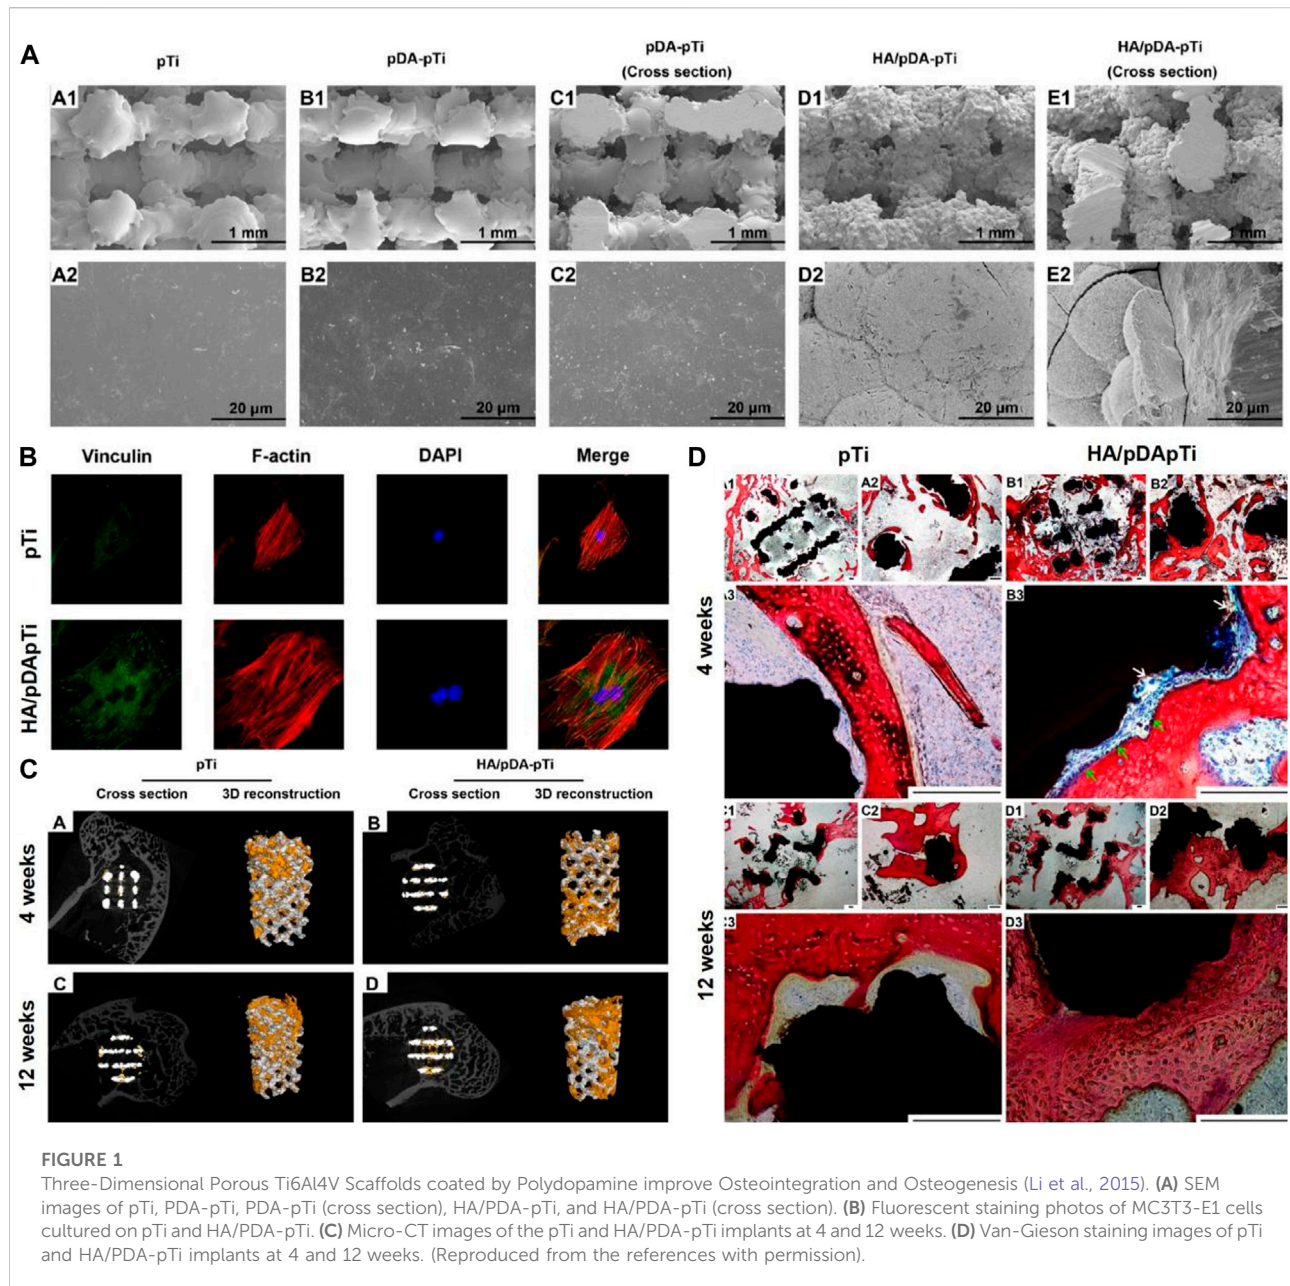 A
pTi
pDA-pTi
pDA-pTi
(Cross section)
HA/pDA-pTi
HA/pDA-pTi
(Cross section)
A1
1 mm
B1
1 mm
C1
1 mm
D1
1 mm
E1
1 mm
A2
20 μm
B2
20 μm
C2
20 μm
D2
20 μm
E2
20 μm
B
Vinculin
F-actin
DAPI
Merge
pTi
HA/pDApTi
C
pTi
HA/pDA-pTi
Cross section
3D reconstruction
Cross section
3D reconstruction
4 weeks
A
B
12 weeks
C
D
D
pTi
HA/pDApTi
4 weeks
A1
A2
B1
B2
A3
B3
12 weeks
C1
C2
D1
D2
C3
D3
FIGURE 1
Three-Dimensional Porous Ti6Al4V Scaffolds coated by Polydopamine improve Osteointegration and Osteogenesis (Li et al., 2015). (A) SEM
images of pTi, PDA-pTi, PDA-pTi (cross section), HA/PDA-pTi, and HA/PDA-pTi (cross section). (B) Fluorescent staining photos of MC3T3-E1 cells
cultured on pTi and HA/PDA-pTi. (C) Micro-CT images of the pTi and HA/PDA-pTi implants at 4 and 12 weeks. (D) Van-Gieson staining images of pTi
and HA/PDA-pTi implants at 4 and 12 weeks. (Reproduced from the references with permission).